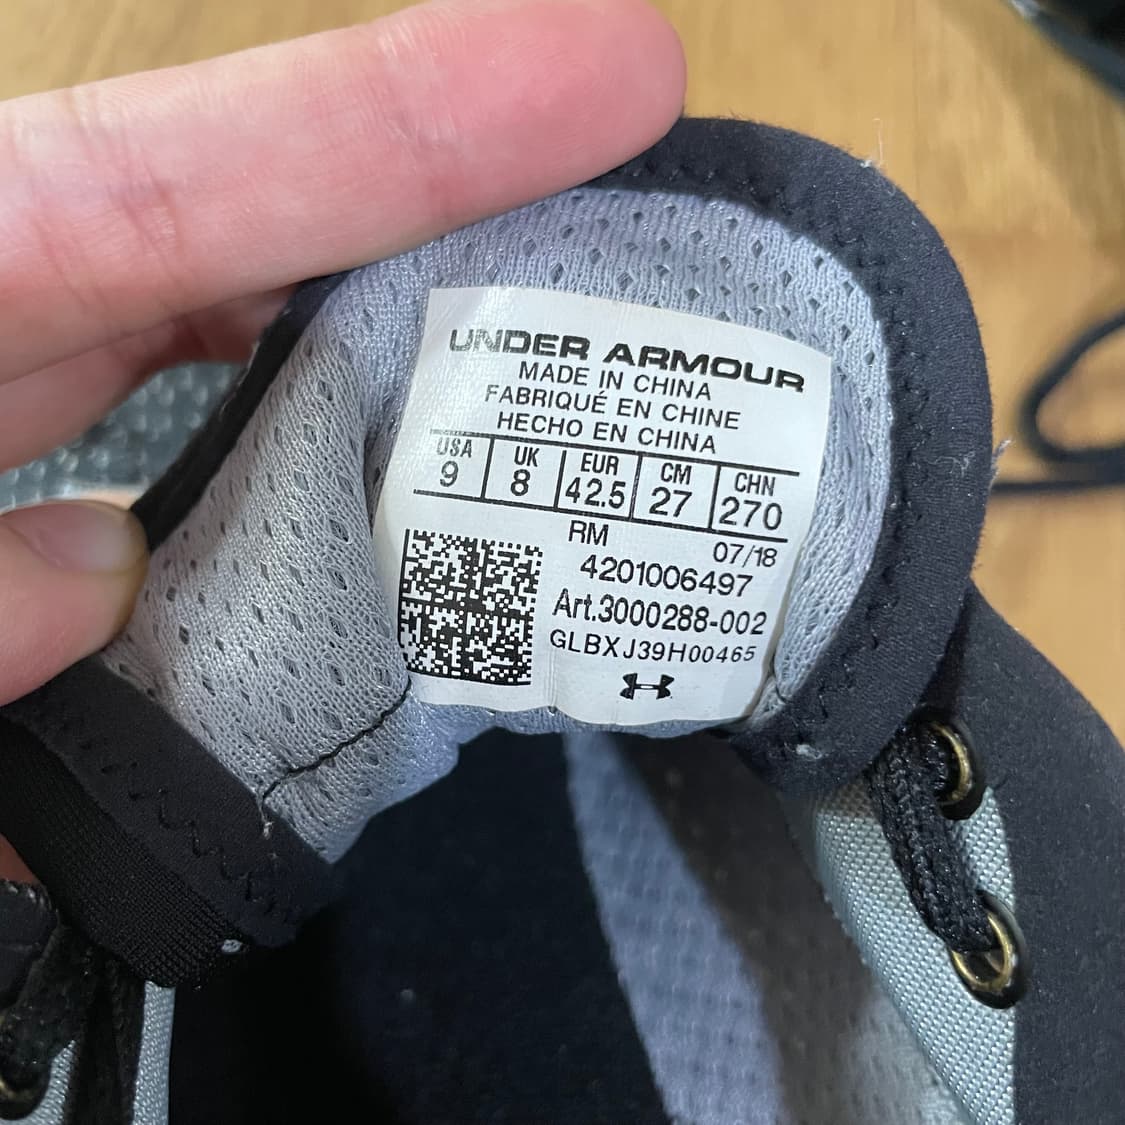 UNDER ARMOUR
MADE IN CHINA
FABRIQUÉ EN CHINE
HECHO EN CHINA
USA UK EUR CM CHN
9 8 42.5 27 270
RM 07/18
4201006497
Art.3000288-002
GLBXJ39H00465